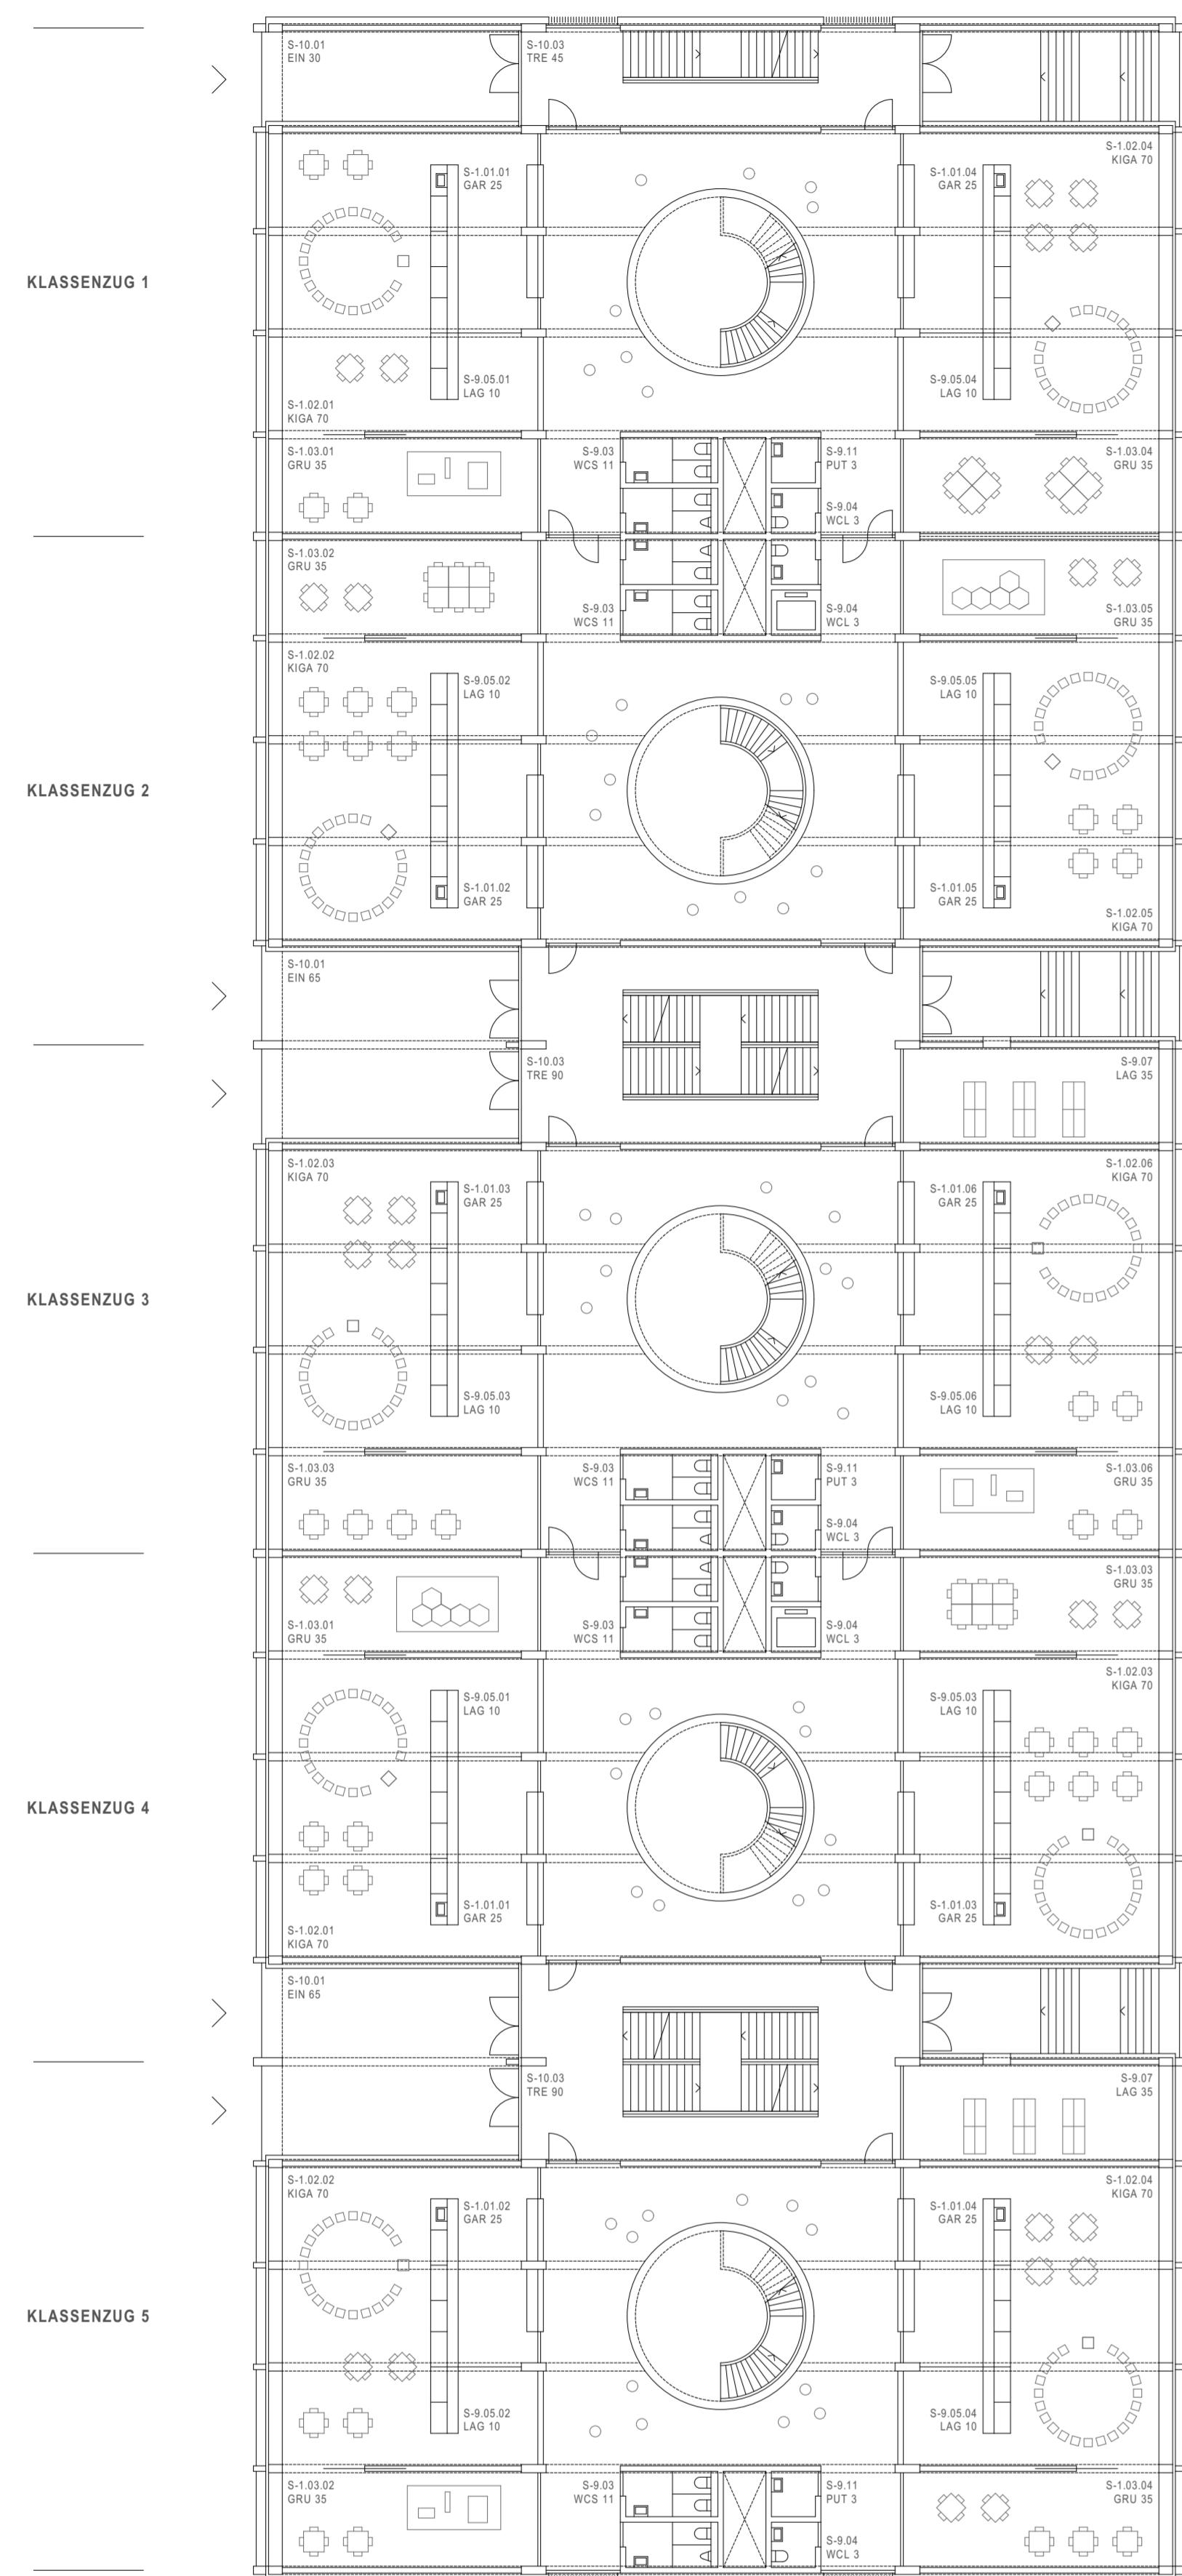 S-10.01
EIN 30
S-10.03
TRE 45
S-1.02.04
KIGA 70
S-1.01.01
GAR 25
S-1.01.04
GAR 25
KLASSENZUG 1
S-9.05.01
LAG 10
S-9.05.04
LAG 10
S-1.02.01
KIGA 70
S-1.03.01
GRU 35
S-9.03
WCS 11
S-9.11
PUT 3
S-1.03.04
GRU 35
S-9.04
WCL 3
S-1.03.02
GRU 35
S-9.03
WCS 11
S-9.04
WCL 3
S-1.03.05
GRU 35
S-1.02.02
KIGA 70
S-9.05.02
LAG 10
S-9.05.05
LAG 10
KLASSENZUG 2
S-1.01.02
GAR 25
S-1.01.05
GAR 25
S-1.02.05
KIGA 70
S-10.01
EIN 65
S-10.03
TRE 90
S-9.07
LAG 35
S-1.02.03
KIGA 70
S-1.02.06
KIGA 70
S-1.01.03
GAR 25
S-1.01.06
GAR 25
KLASSENZUG 3
S-9.05.03
LAG 10
S-9.05.06
LAG 10
S-1.03.03
GRU 35
S-9.03
WCS 11
S-9.11
PUT 3
S-1.03.06
GRU 35
S-9.04
WCL 3
S-1.03.03
GRU 35
S-1.03.01
GRU 35
S-9.03
WCS 11
S-9.04
WCL 3
S-1.02.03
KIGA 70
S-9.05.01
LAG 10
S-9.05.03
LAG 10
KLASSENZUG 4
S-1.01.01
GAR 25
S-1.01.03
GAR 25
S-1.02.01
KIGA 70
S-10.01
EIN 65
S-10.03
TRE 90
S-9.07
LAG 35
S-1.02.02
KIGA 70
S-1.02.04
KIGA 70
S-1.01.02
GAR 25
S-1.01.04
GAR 25
KLASSENZUG 5
S-9.05.02
LAG 10
S-9.05.04
LAG 10
S-1.03.02
GRU 35
S-9.03
WCS 11
S-9.11
PUT 3
S-1.03.04
GRU 35
S-9.04
WCL 3